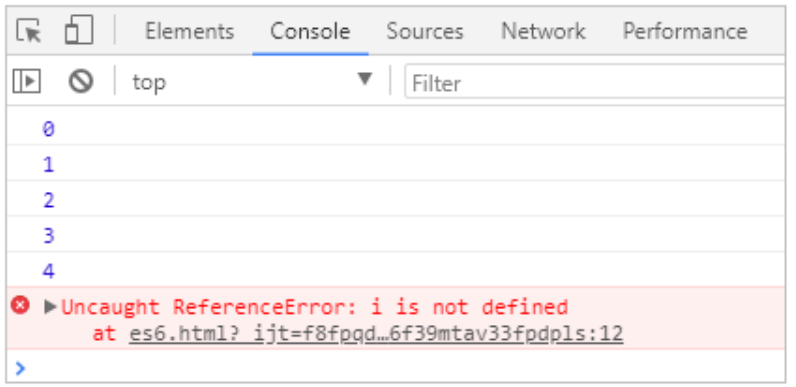 Elements Console Sources Network Performance
top Filter
0
1
2
3
4
Uncaught ReferenceError: i is not defined
at es6.html?_ijt=f8fpqd…6f39mtav33fpdpls:12